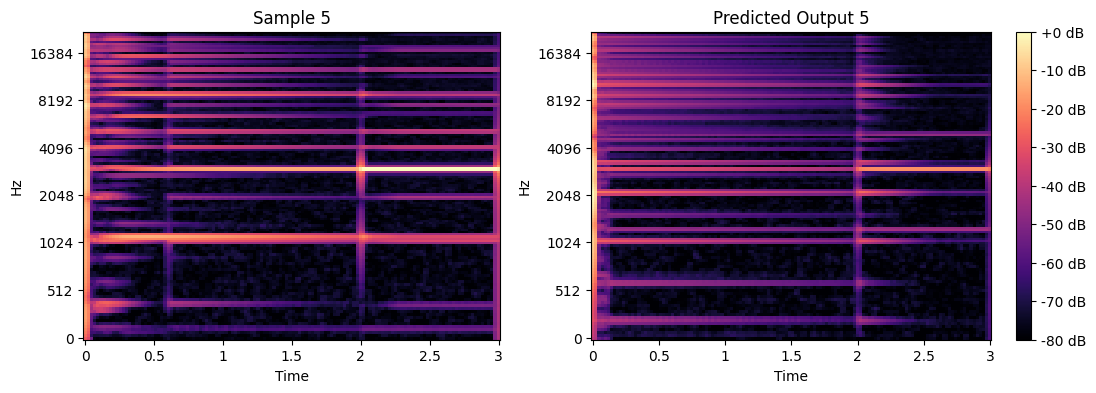 Sample 5
Predicted Output 5
16384
8192
4096
2048
1024
512
0
Hz
0
0.5
1
1.5
2
2.5
3
Time
16384
8192
4096
2048
1024
512
0
Hz
0
0.5
1
1.5
2
2.5
3
Time
+0 dB
-10 dB
-20 dB
-30 dB
-40 dB
-50 dB
-60 dB
-70 dB
-80 dB